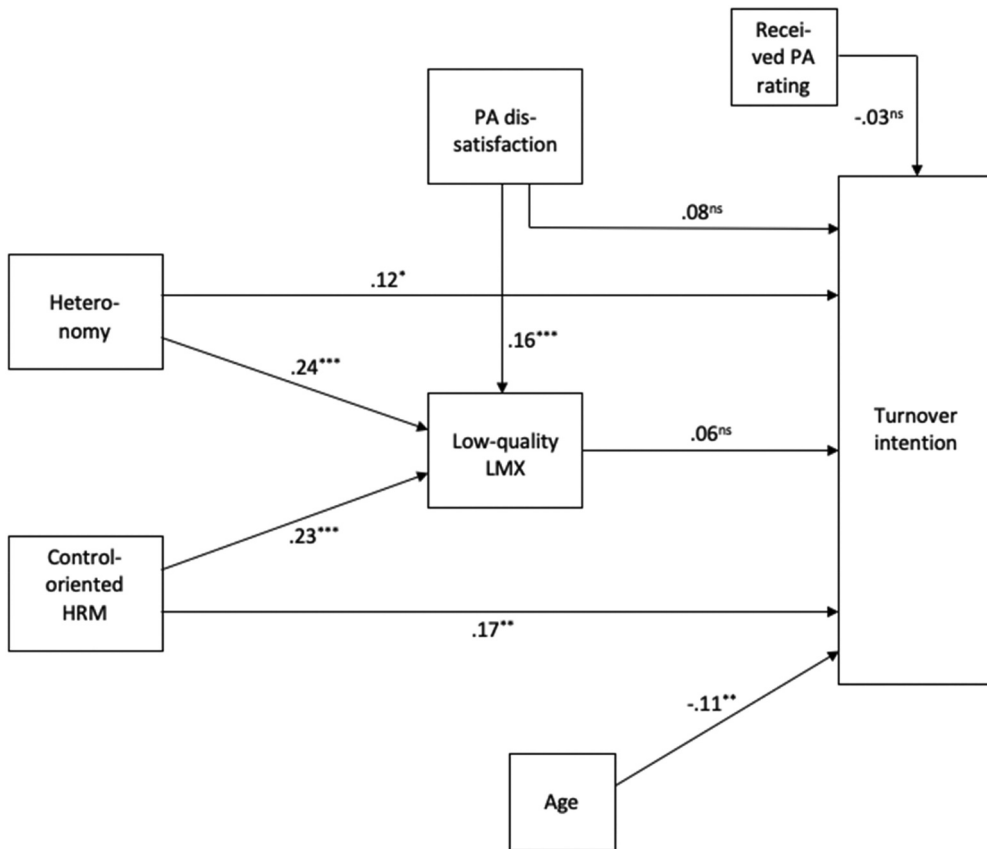 Recei-
ved PA
rating
-.03ns
PA dis-
satisfaction
.08ns
Hetero-
nomy
.12*
.16***
.24***
Low-quality
LMX
.06ns
Turnover
intention
.23***
Control-
oriented
HRM
.17**
-.11**
Age